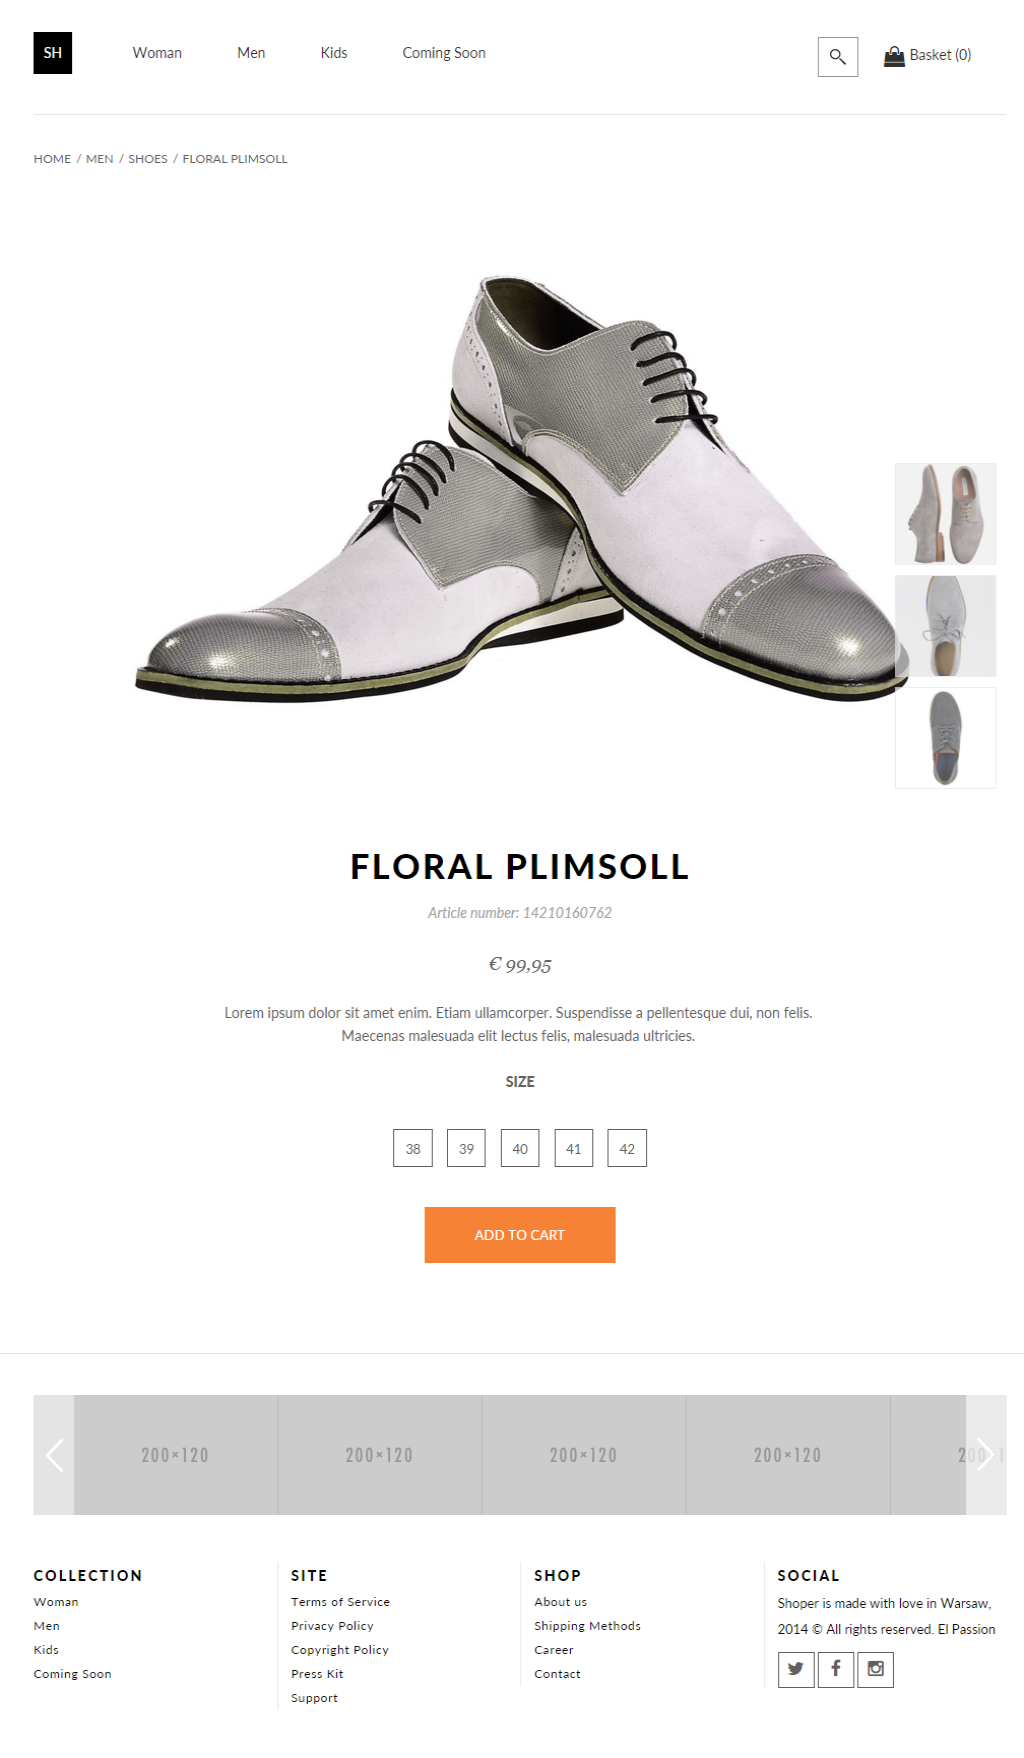 SH
Woman Men Kids Coming Soon
Basket (0)
HOME / MEN / SHOES / FLORAL PLIMSOLL
FLORAL PLIMSOLL
Article number: 14210160762
€ 99,95
Lorem ipsum dolor sit amet enim. Etiam ullamcorper. Suspendisse a pellentesque dui, non felis.
Maecenas malesuada elit lectus felis, malesuada ultricies.
SIZE
38 39 40 41 42
ADD TO CART
200×120 200×120 200×120 200×120 200×1
COLLECTION
Woman
Men
Kids
Coming Soon
SITE
Terms of Service
Privacy Policy
Copyright Policy
Press Kit
Support
SHOP
About us
Shipping Methods
Career
Contact
SOCIAL
Shoper is made with love in Warsaw,
2014 © All rights reserved. El Passion